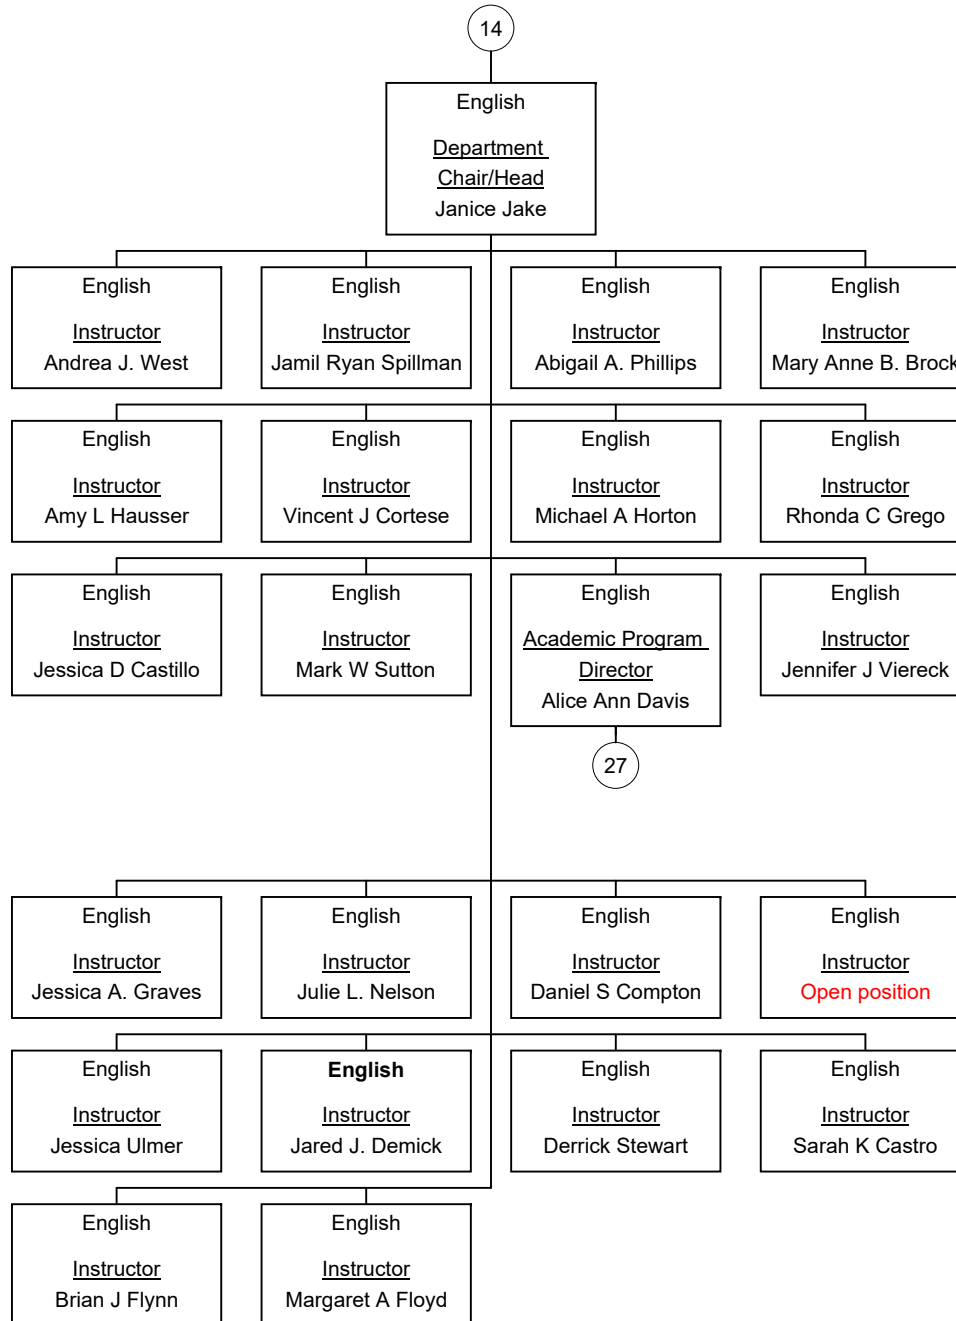 14
English
Department
Chair/Head
Janice Jake
English
Instructor
Andrea J. West
English
Instructor
Jamil Ryan Spillman
English
Instructor
Abigail A. Phillips
English
Instructor
Mary Anne B. Brock
English
Instructor
Amy L Hausser
English
Instructor
Vincent J Cortese
English
Instructor
Michael A Horton
English
Instructor
Rhonda C Grego
English
Instructor
Jessica D Castillo
English
Instructor
Mark W Sutton
English
Academic Program
Director
Alice Ann Davis
27
English
Instructor
Jennifer J Viereck
English
Instructor
Jessica A. Graves
English
Instructor
Julie L. Nelson
English
Instructor
Daniel S Compton
English
Instructor
Open position
English
Instructor
Jessica Ulmer
English
Instructor
Jared J. Demick
English
Instructor
Derrick Stewart
English
Instructor
Sarah K Castro
English
Instructor
Brian J Flynn
English
Instructor
Margaret A Floyd